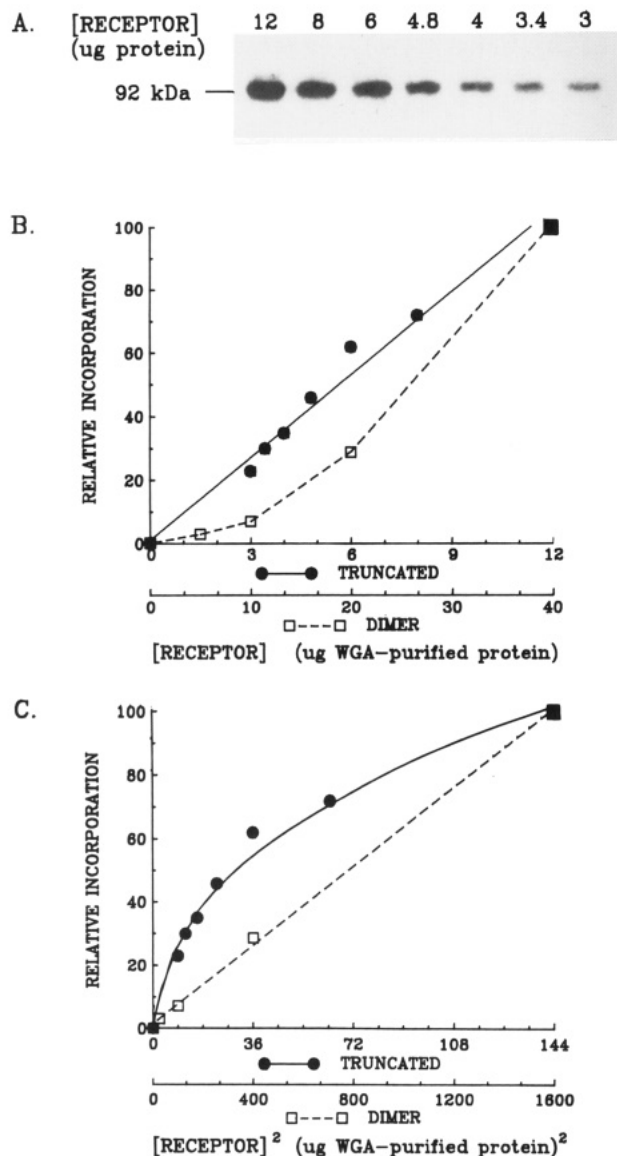 A. [RECEPTOR] 12 8 6 4.8 4 3.4 3
(ug protein)
92 kDa
B.
100
80
60
40
20
0
RELATIVE INCORPORATION
0 3 6 9 12
TRUNCATED
0 10 20 30 40
DIMER
[RECEPTOR] (ug WGA-purified protein)
C.
100
80
60
40
20
0
RELATIVE INCORPORATION
0 36 72 108 144
TRUNCATED
0 400 800 1200 1600
DIMER
[RECEPTOR]² (ug WGA-purified protein)²